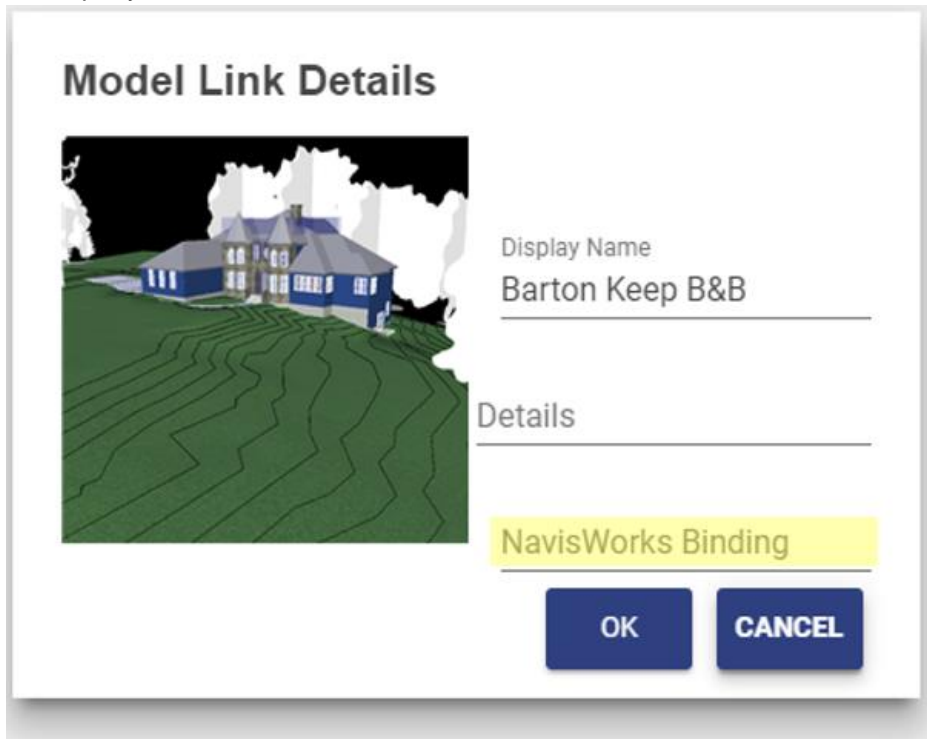 Model Link Details
Display Name
Barton Keep B&B
Details
NavisWorks Binding
OK
CANCEL